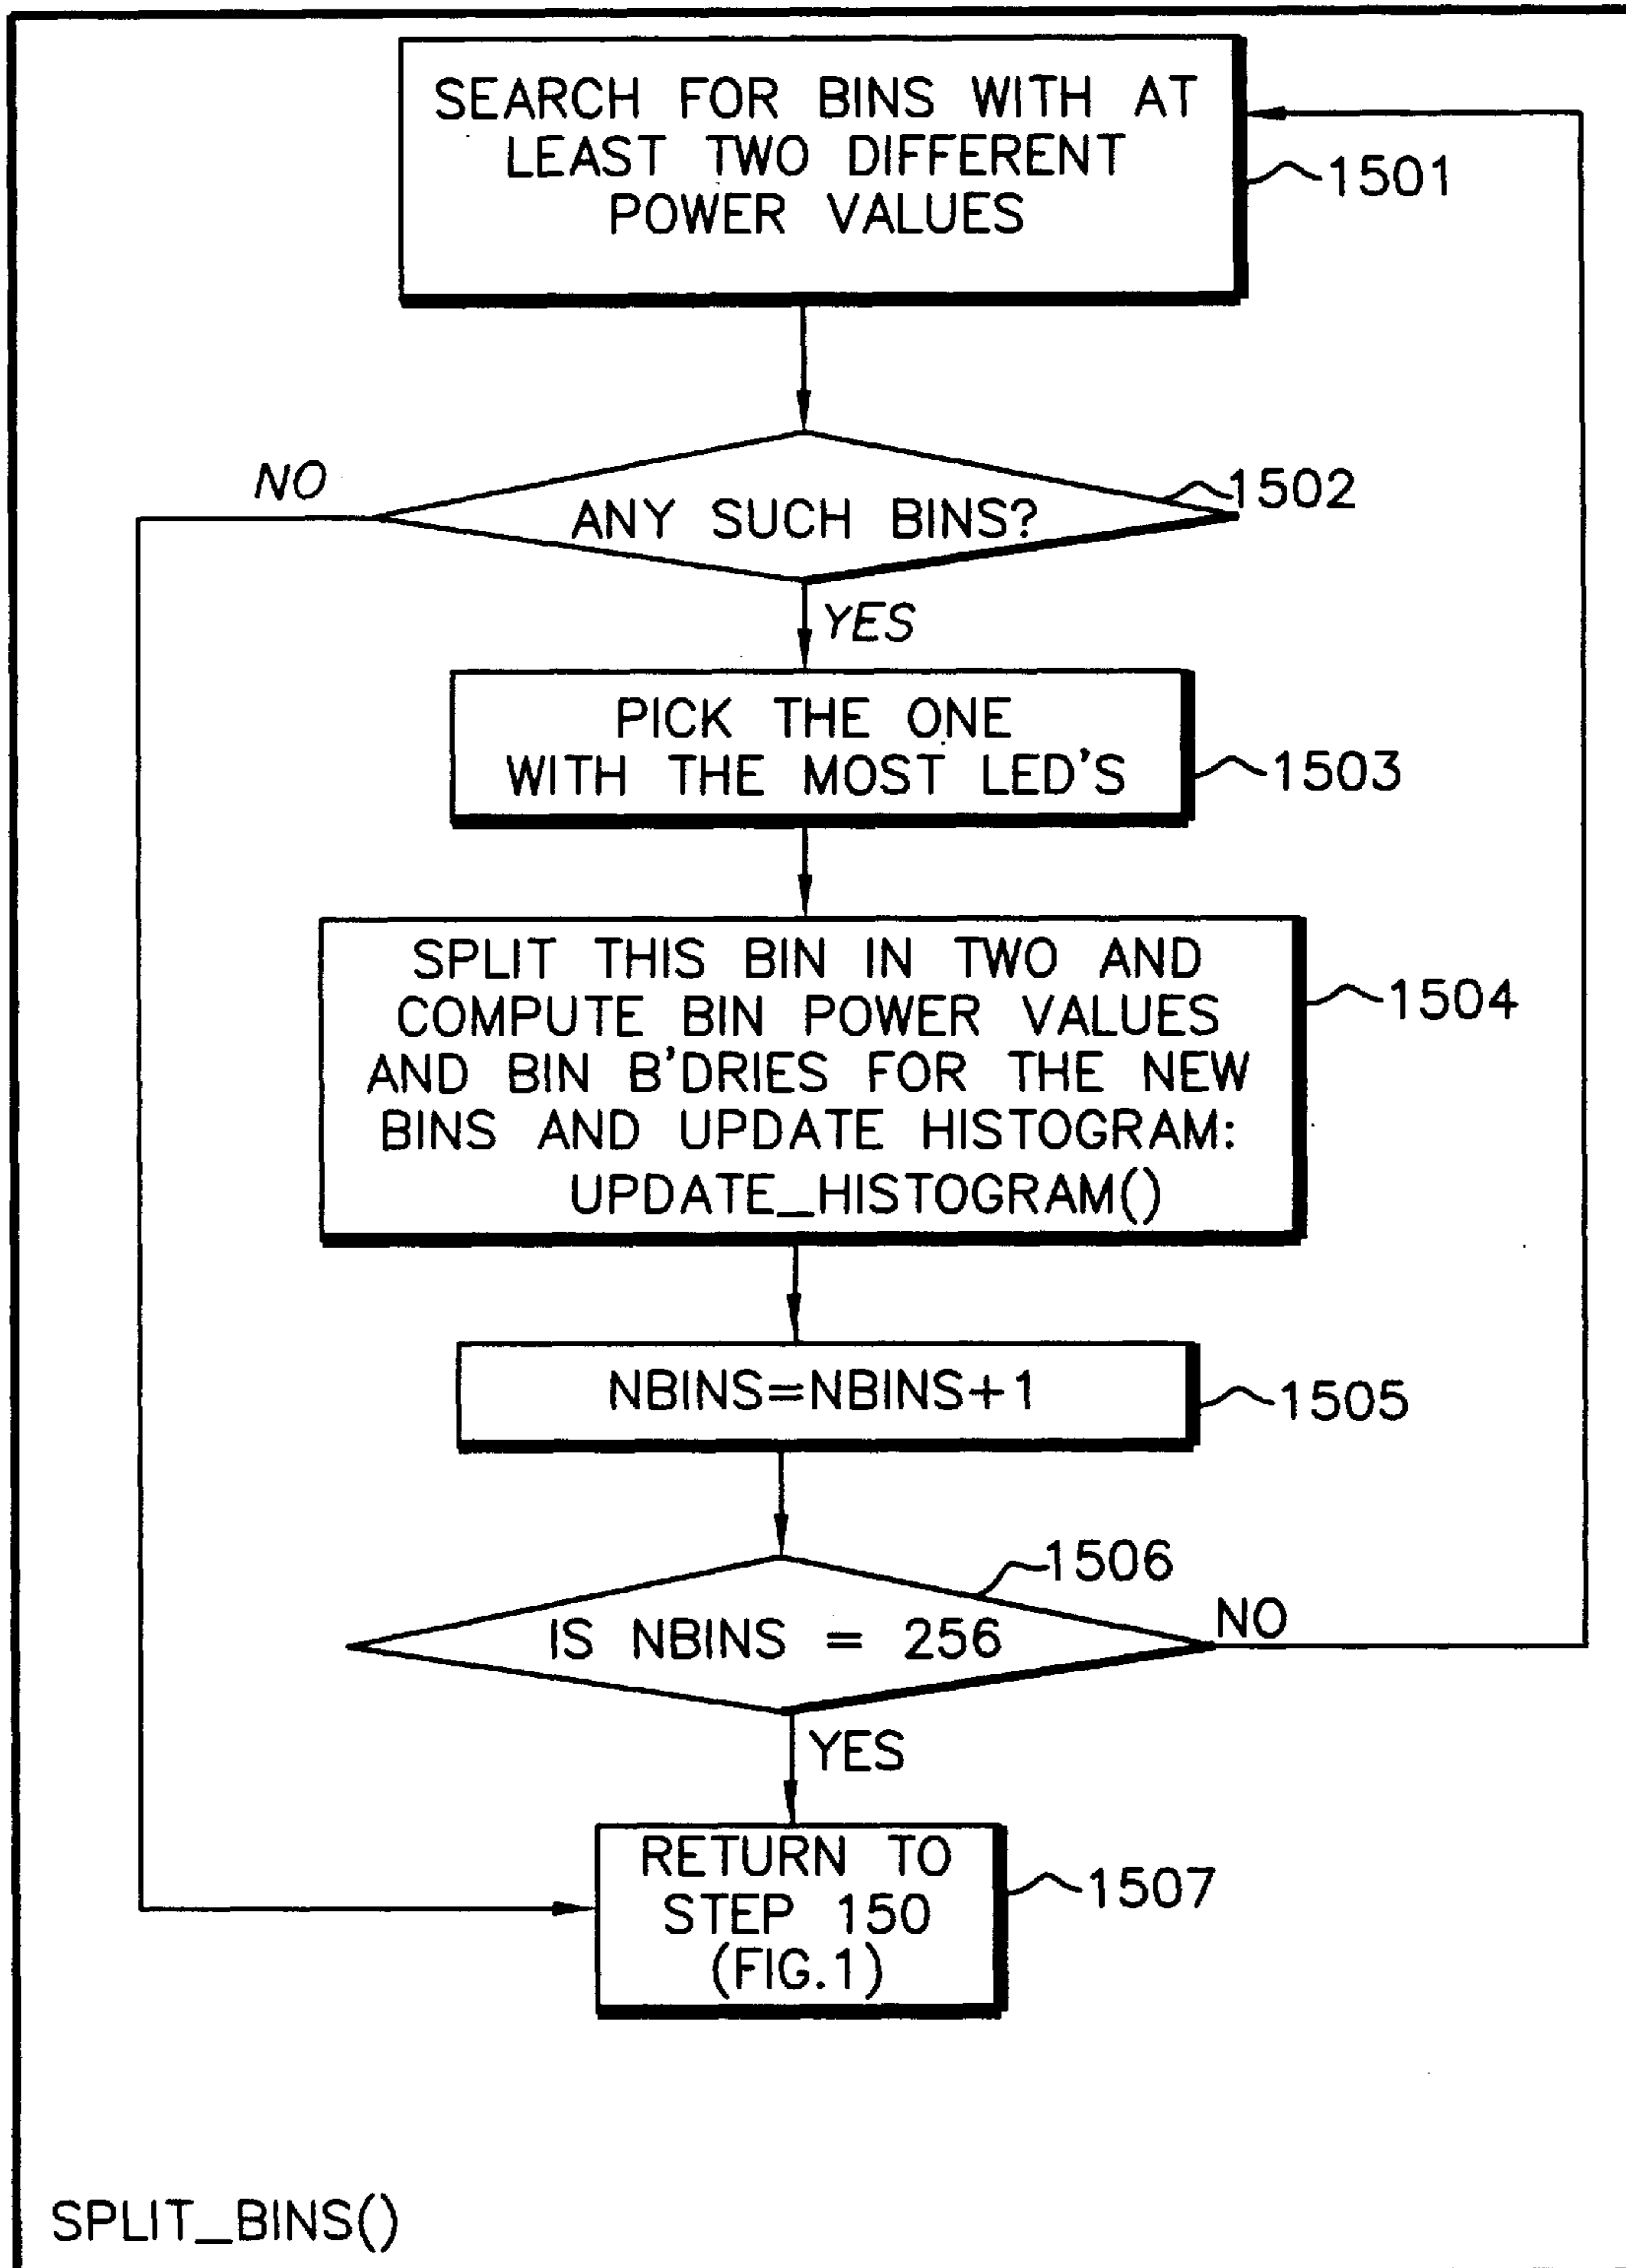 SEARCH FOR BINS WITH AT
LEAST TWO DIFFERENT
POWER VALUES
1501
NO
ANY SUCH BINS?
1502
YES
PICK THE ONE
WITH THE MOST LED'S
1503
SPLIT THIS BIN IN TWO AND
COMPUTE BIN POWER VALUES
AND BIN B'DRIES FOR THE NEW
BINS AND UPDATE HISTOGRAM:
UPDATE_HISTOGRAM()
1504
NBINS=NBINS+1
1505
1506
IS NBINS = 256
NO
YES
RETURN TO
STEP 150
(FIG.1)
1507
SPLIT_BINS()